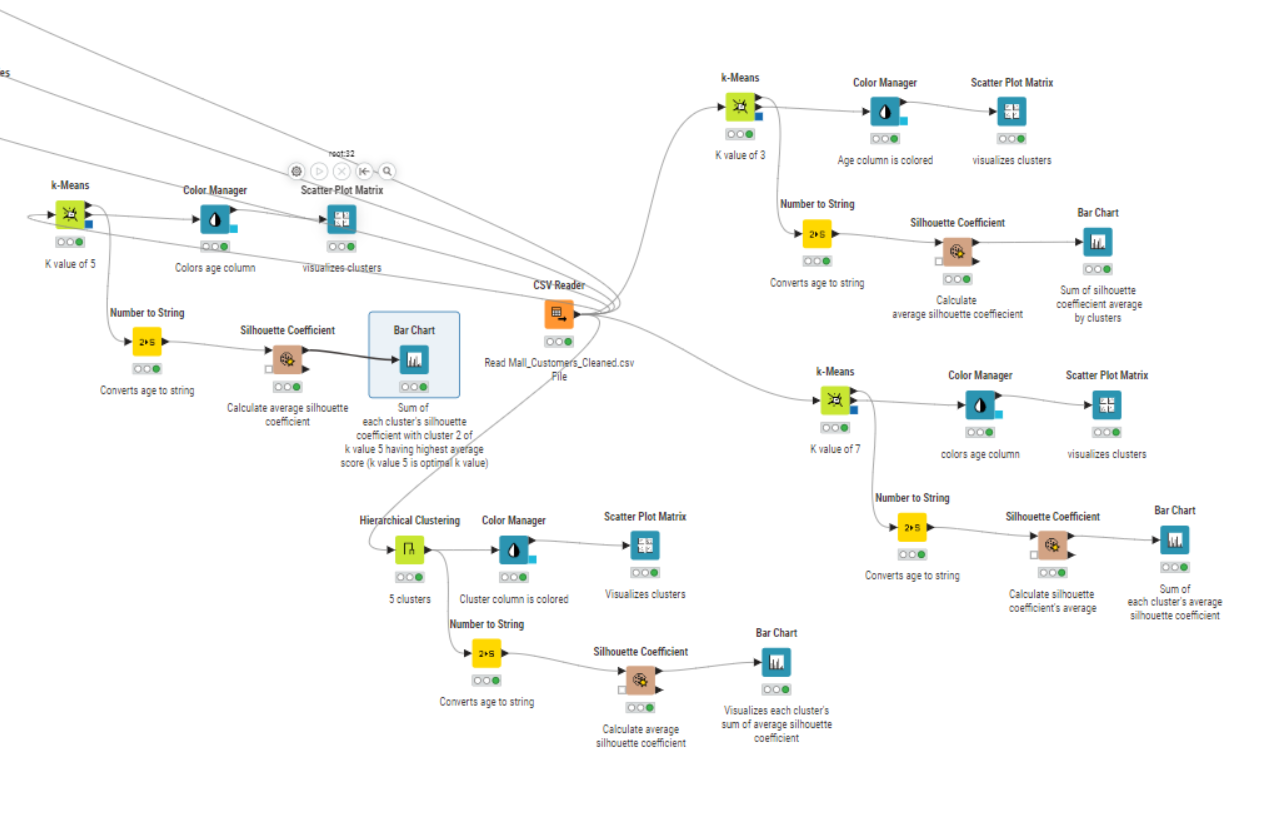 es
k-Means
K value of 5
Color Manager
Colors age column
root:32
Scatter Plot Matrix
visualizes clusters
Number to String
2▸S
Converts age to string
Silhouette Coefficient
Calculate average silhouette
coefficient
Bar Chart
Sum of
each cluster's silhouette
coefficient with cluster 2 of
k value 5 having highest average
score (k value 5 is optimal k value)
CSV Reader
Read Mall_Customers_Cleaned.csv
File
k-Means
K value of 3
Color Manager
Age column is colored
Scatter Plot Matrix
visualizes clusters
Number to String
2▸S
Converts age to string
Silhouette Coefficient
Calculate
average silhouette coeffiecient
Bar Chart
Sum of silhouette
coeffiecient average
by clusters
k-Means
K value of 7
Color Manager
colors age column
Scatter Plot Matrix
visualizes clusters
Number to String
2▸S
Converts age to string
Silhouette Coefficient
Calculate silhouette
coefficient's average
Bar Chart
Sum of
each cluster's average
silhouette coefficient
Hierarchical Clustering
5 clusters
Color Manager
Cluster column is colored
Scatter Plot Matrix
Visualizes clusters
Number to String
2▸S
Converts age to string
Silhouette Coefficient
Calculate average
silhouette coefficient
Bar Chart
Visualizes each cluster's
sum of average silhouette
coefficient